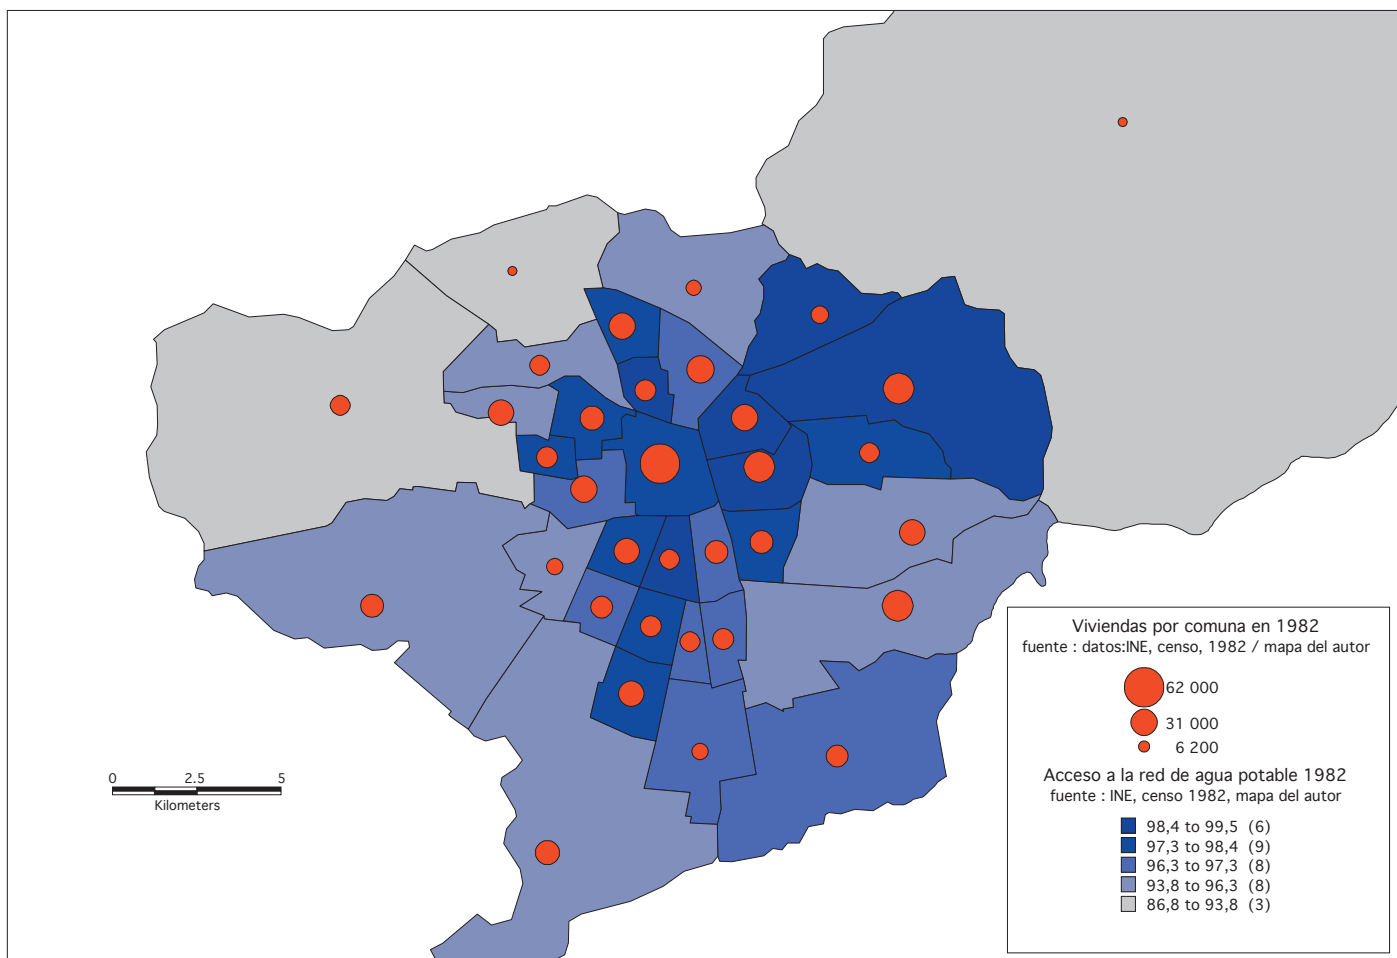 Viviendas por comuna en 1982
fuente : datos:INE, censo, 1982 / mapa del autor
62 000
31 000
6 200
Acceso a la red de agua potable 1982
fuente : INE, censo 1982, mapa del autor
98,4 to 99,5 (6)
97,3 to 98,4 (9)
96,3 to 97,3 (8)
93,8 to 96,3 (8)
86,8 to 93,8 (3)
0 2.5 5
Kilometers